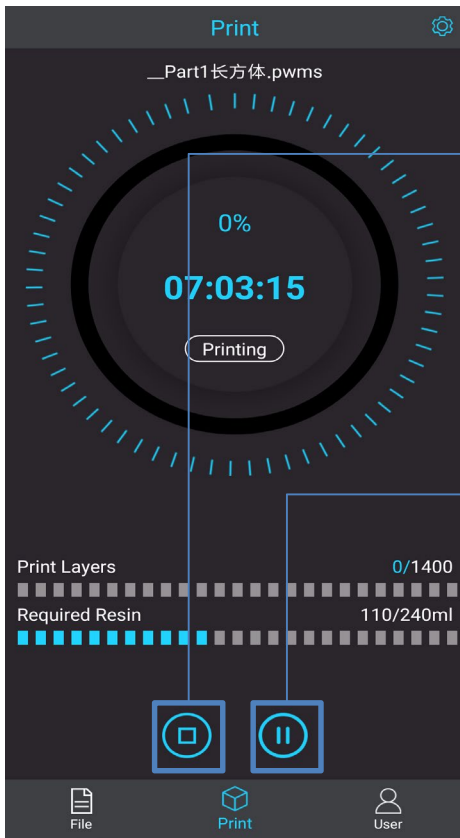 Print
__Part1长方体.pwms
0%
07:03:15
Printing
Print Layers 0/1400
Required Resin 110/240ml
File Print User